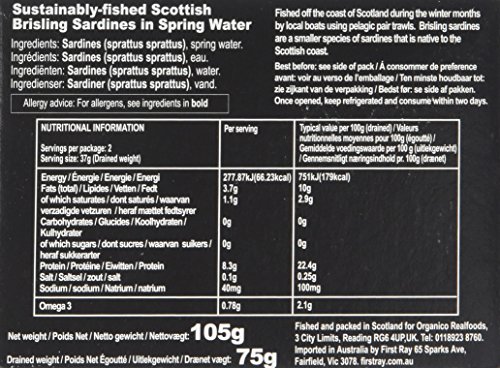 Sustainably-fished Scottish
Brisling Sardines in Spring Water
Ingredients: Sardines (sprattus sprattus), spring water.
Ingrédients: Sardines (sprattus sprattus), eau.
Ingrediënten: Sardines (sprattus sprattus), water.
Ingredienser: Sardiner (sprattus sprattus), vand.
Allergy advice: For allergens, see ingredients in bold
Fished off the coast of Scotland during the winter months
by local boats using pelagic pair trawls. Brisling sardines
are a smaller species of sardines that is native to the
Scottish coast.
Best before: see side of pack / Á consommer de preference
avant: voir au verso de l'emballage / Ten minste houdbaar tot:
zie zijkant van de verpakking / Bedst før: se siden af pakken.
Once opened, keep refrigerated and consume within two days.
NUTRITIONAL INFORMATION
Servings per package: 2
Serving size: 37g (Drained weight)
Per serving
Typical value per 100g (drained) / Valeurs
nutritionnelles moyennes pour 100g (égoutté) /
Gemiddelde voedingswaarde per 100 g (uitlekgewicht)
/ Gennemsnitligt næringsindhold pr. 100g (drænet)
Energy / Énergie / Energie / Energi 277.87kJ(66.23kcal) 751kJ(179kcal)
Fats (total) / Lipides / Vetten / Fedt 3.7g 10g
of which saturates / dont saturés / waarvan 1.1g 2.9g
verzadigde vetzuren / heraf mættet fedtsyrer
Carbohydrates / Glucides / Koolhydraten / 0g 0g
Kulhydrater
of which sugars / dont sucres / waarvan suikers / 0g 0g
heraf sukkerarter
Protein / Protéine / Eiwitten / Protein 8.3g 22.4g
Salt / Salsel / zout / salt 0.1g 0.25g
Sodium / sodium / Natrium / natrium 40mg 100mg
Omega 3 0.78g 2.1g
Net weight / Poids Net / Netto gewicht / Nettovægt: 105g
Drained weight / Poids Net Égoutté / Uitlekgewicht / Drænet vægt: 75g
Fished and packed in Scotland for Organico Realfoods,
3 City Limits, Reading RG6 4UP,UK. Tel: 0118923 8760.
Imported in Australia by First Ray 65 Sparks Ave,
Fairfield, Vic 3078. firstray.com.au